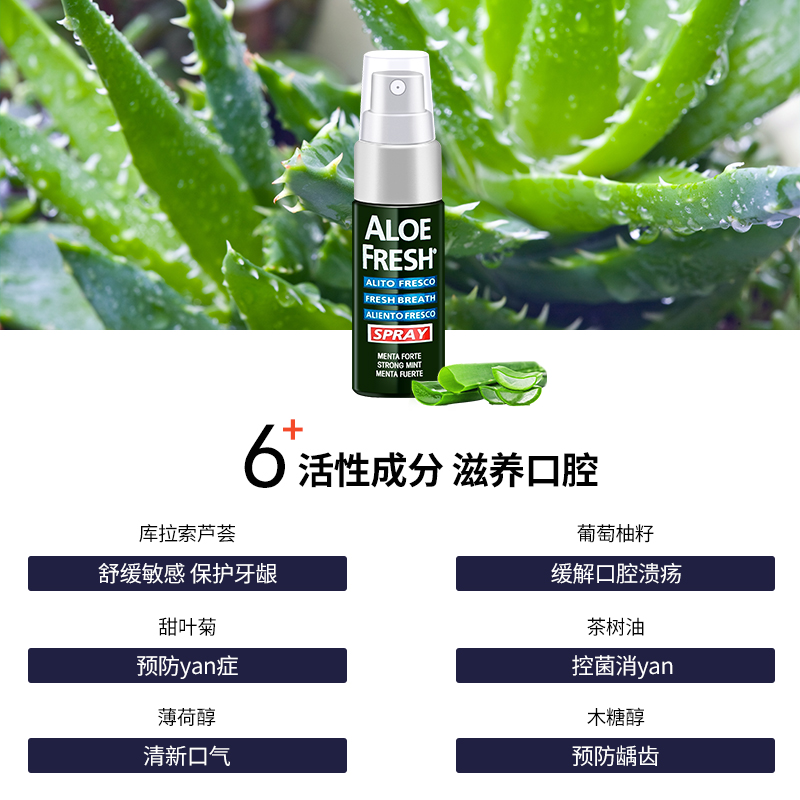 ALOE
FRESH®
ALITO FRESCO
FRESH BREATH
ALIENTO FRESCO
SPRAY
MENTA FORTE
STRONG MINT
MENTA FUERTE
6+ 活性成分 滋养口腔
库拉索芦荟
舒缓敏感 保护牙龈
葡萄柚籽
缓解口腔溃疡
甜叶菊
预防yan症
茶树油
控菌消yan
薄荷醇
清新口气
木糖醇
预防龋齿